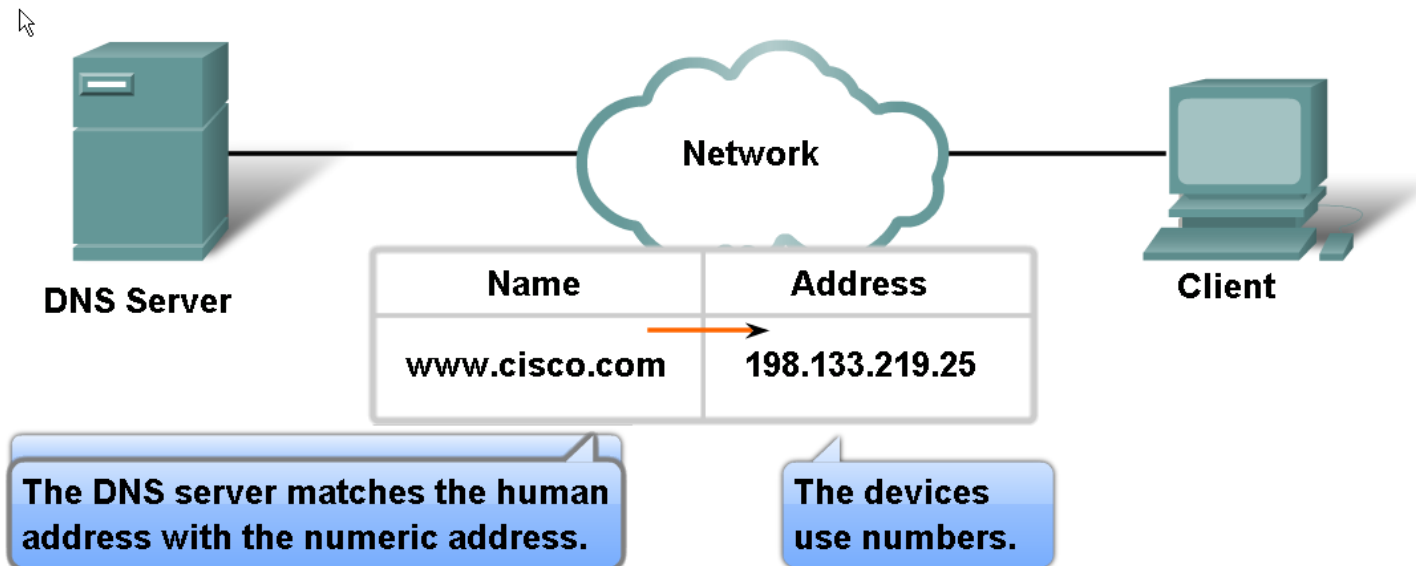 Network
DNS Server
Client
Name Address
www.cisco.com 198.133.219.25
The DNS server matches the human
address with the numeric address.
The devices
use numbers.